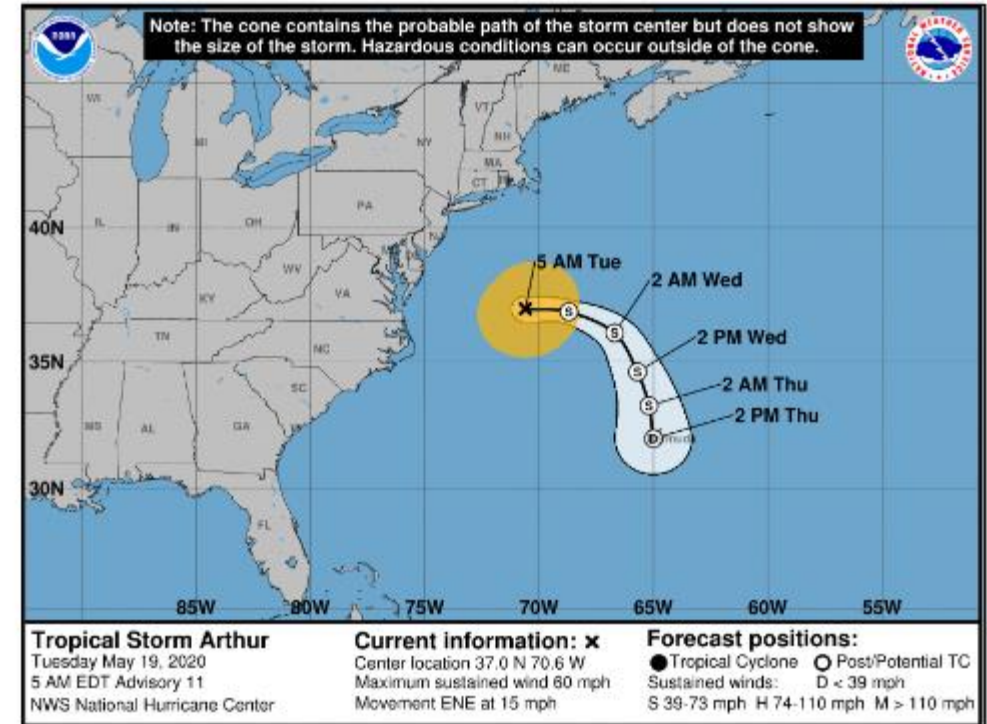 Note: The cone contains the probable path of the storm center but does not show
the size of the storm. Hazardous conditions can occur outside of the cone.
NOAA
ME
WI
VT
MI
NY
NH
MA
CT
40N
IL
IN
OH
PA
NJ
5 AM Tue
WV
2 AM Wed
KY
VA
TN
NC
2 PM Wed
35N
SC
2 AM Thu
MS
AL
GA
2 PM Thu
S
S
S
S
D
30N
FL
85W
80W
75W
70W
65W
60W
55W
Tropical Storm Arthur
Tuesday May 19, 2020
5 AM EDT Advisory 11
NWS National Hurricane Center
Current information: x
Center location 37.0 N 70.6 W
Maximum sustained wind 60 mph
Movement ENE at 15 mph
Forecast positions:
Tropical Cyclone Post/Potential TC
Sustained winds: D < 39 mph
S 39-73 mph H 74-110 mph M > 110 mph